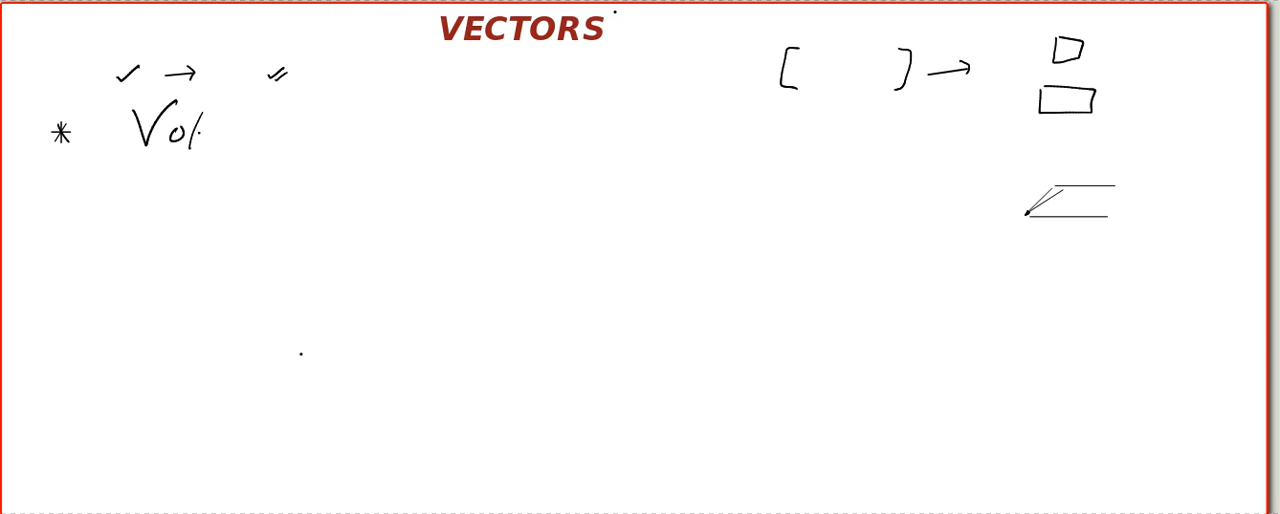 VECTORS
[ ] →
✓ →
* Vol.